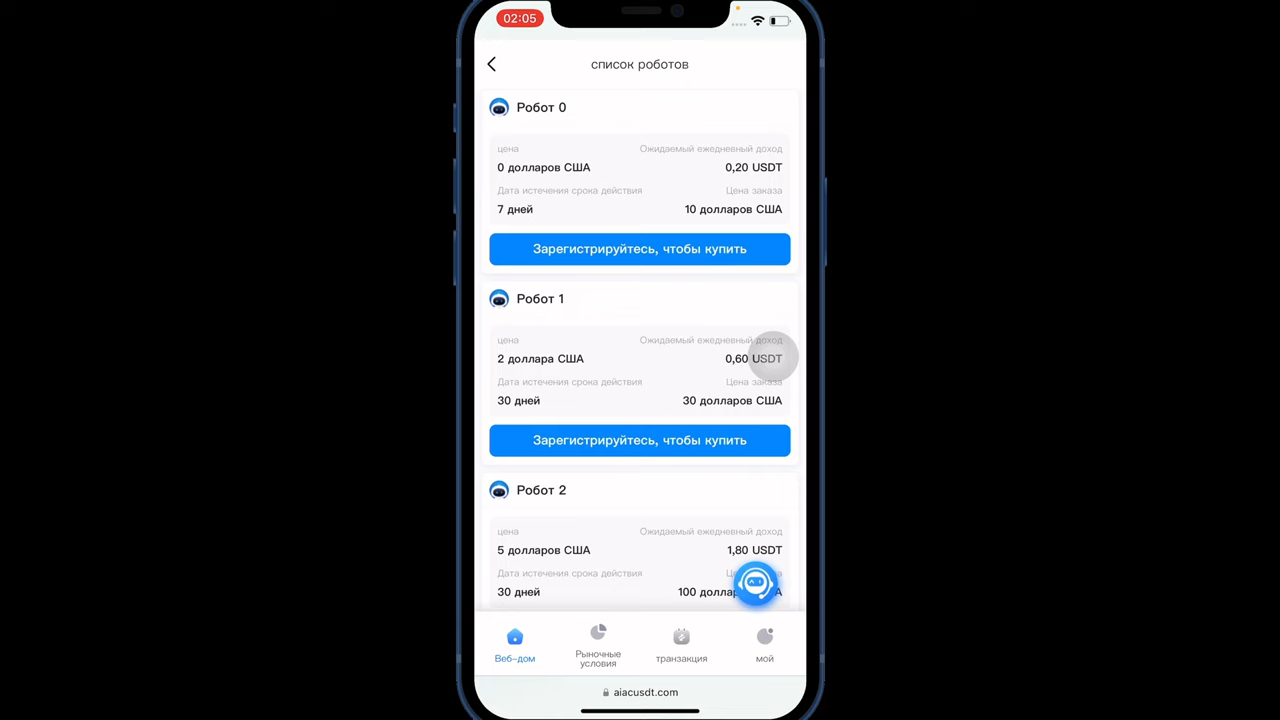 02:05
список роботов
Робот 0
цена Ожидаемый ежедневный доход
0 долларов США 0,20 USDT
Дата истечения срока действия Цена заказа
7 дней 10 долларов США
Зарегистрируйтесь, чтобы купить
Робот 1
цена Ожидаемый ежедневный доход
2 доллара США 0,60 USDT
Дата истечения срока действия Цена заказа
30 дней 30 долларов США
Зарегистрируйтесь, чтобы купить
Робот 2
цена Ожидаемый ежедневный доход
5 долларов США 1,80 USDT
Дата истечения срока действия
30 дней 100
Веб-дом
Рыночные
условия
транзакция
мой
aiacusdt.com